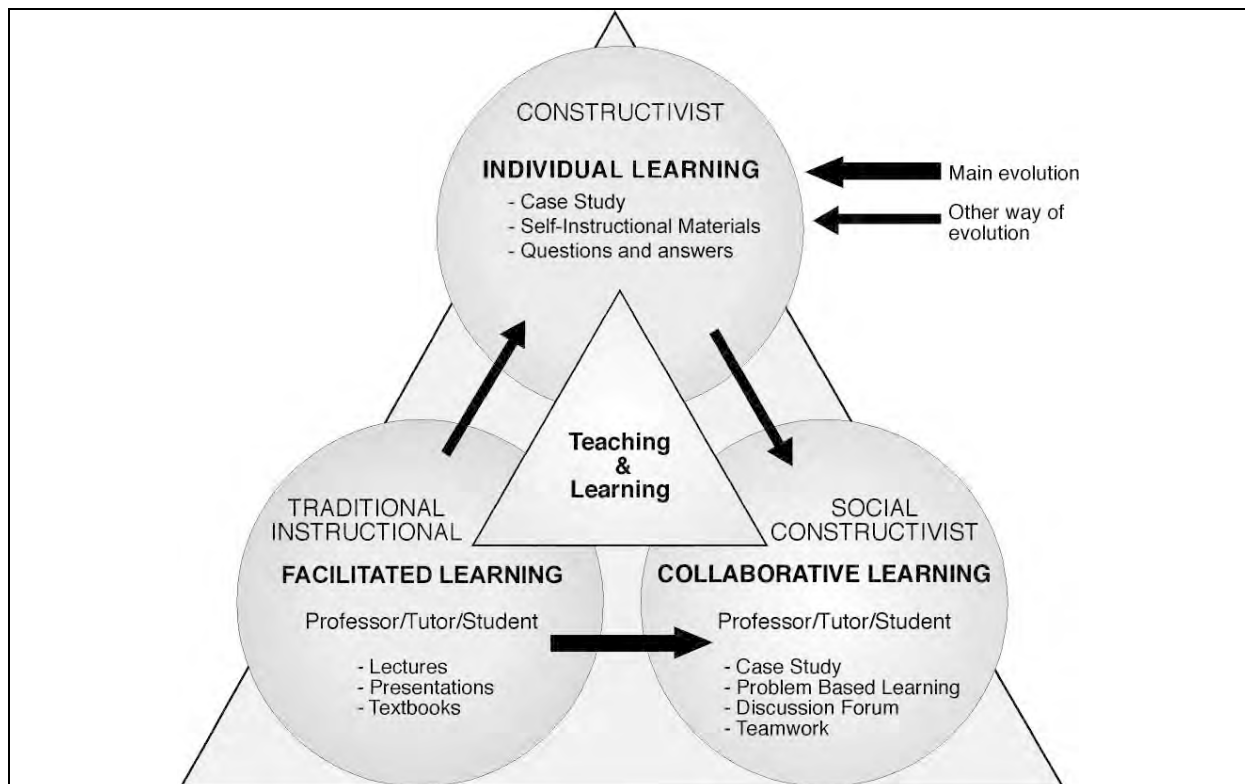 CONSTRUCTIVIST
INDIVIDUAL LEARNING
- Case Study
- Self-Instructional Materials
- Questions and answers
Main evolution
Other way of
evolution
Teaching
&
Learning
TRADITIONAL
INSTRUCTIONAL
FACILITATED LEARNING
Professor/Tutor/Student
- Lectures
- Presentations
- Textbooks
SOCIAL
CONSTRUCTIVIST
COLLABORATIVE LEARNING
Professor/Tutor/Student
- Case Study
- Problem Based Learning
- Discussion Forum
- Teamwork